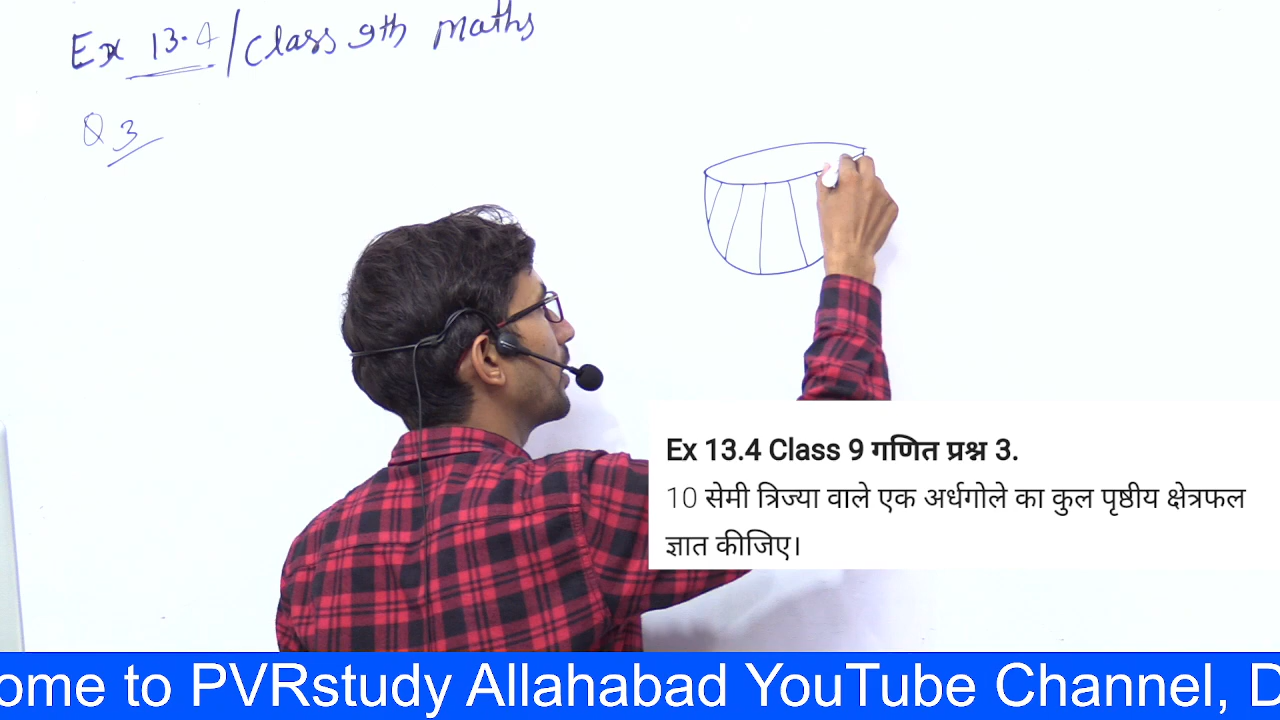 Ex 13.4 / Class 9th maths
Q 3
Ex 13.4 Class 9 गणित प्रश्न 3.
10 सेमी त्रिज्या वाले एक अर्धगोले का कुल पृष्ठीय क्षेत्रफल
ज्ञात कीजिए।
ome to PVRstudy Allahabad YouTube Channel, D